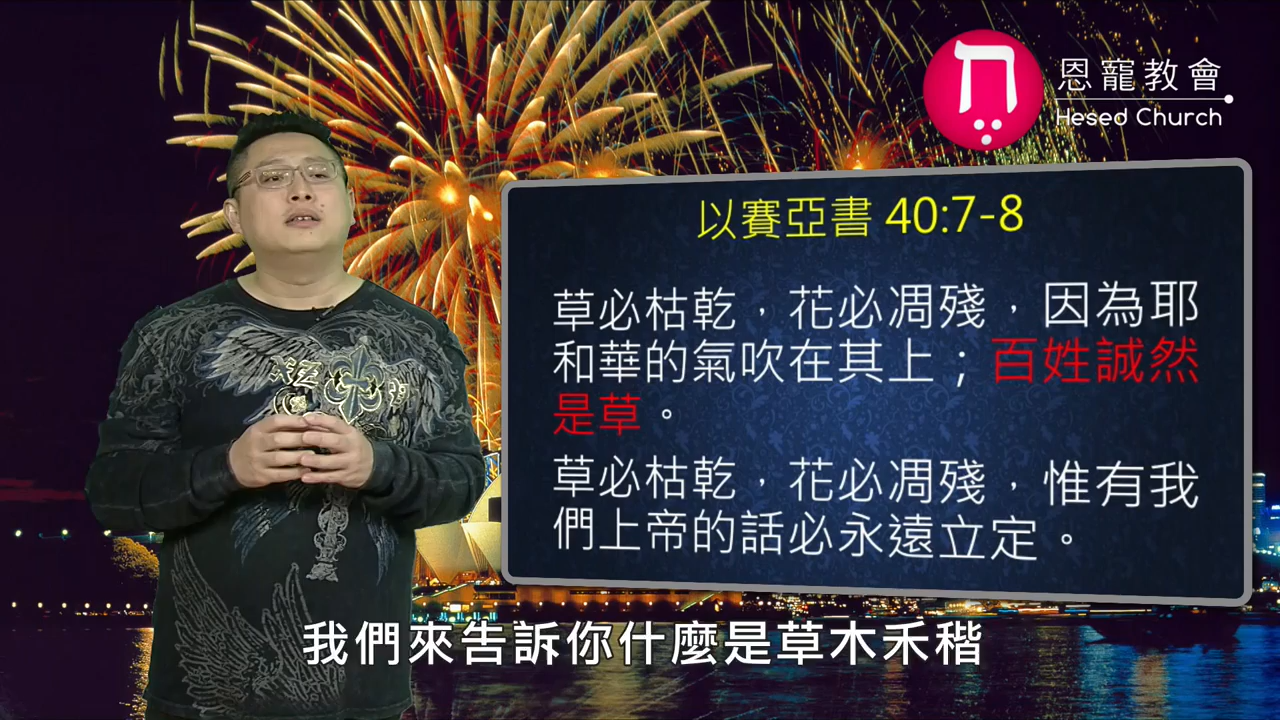 ח
恩寵教會
Hesed Church
以賽亞書 40:7-8
草必枯乾，花必凋殘，因為耶
和華的氣吹在其上；百姓誠然
是草。
草必枯乾，花必凋殘，惟有我
們上帝的話必永遠立定。
我們來告訴你什麼是草木禾稭